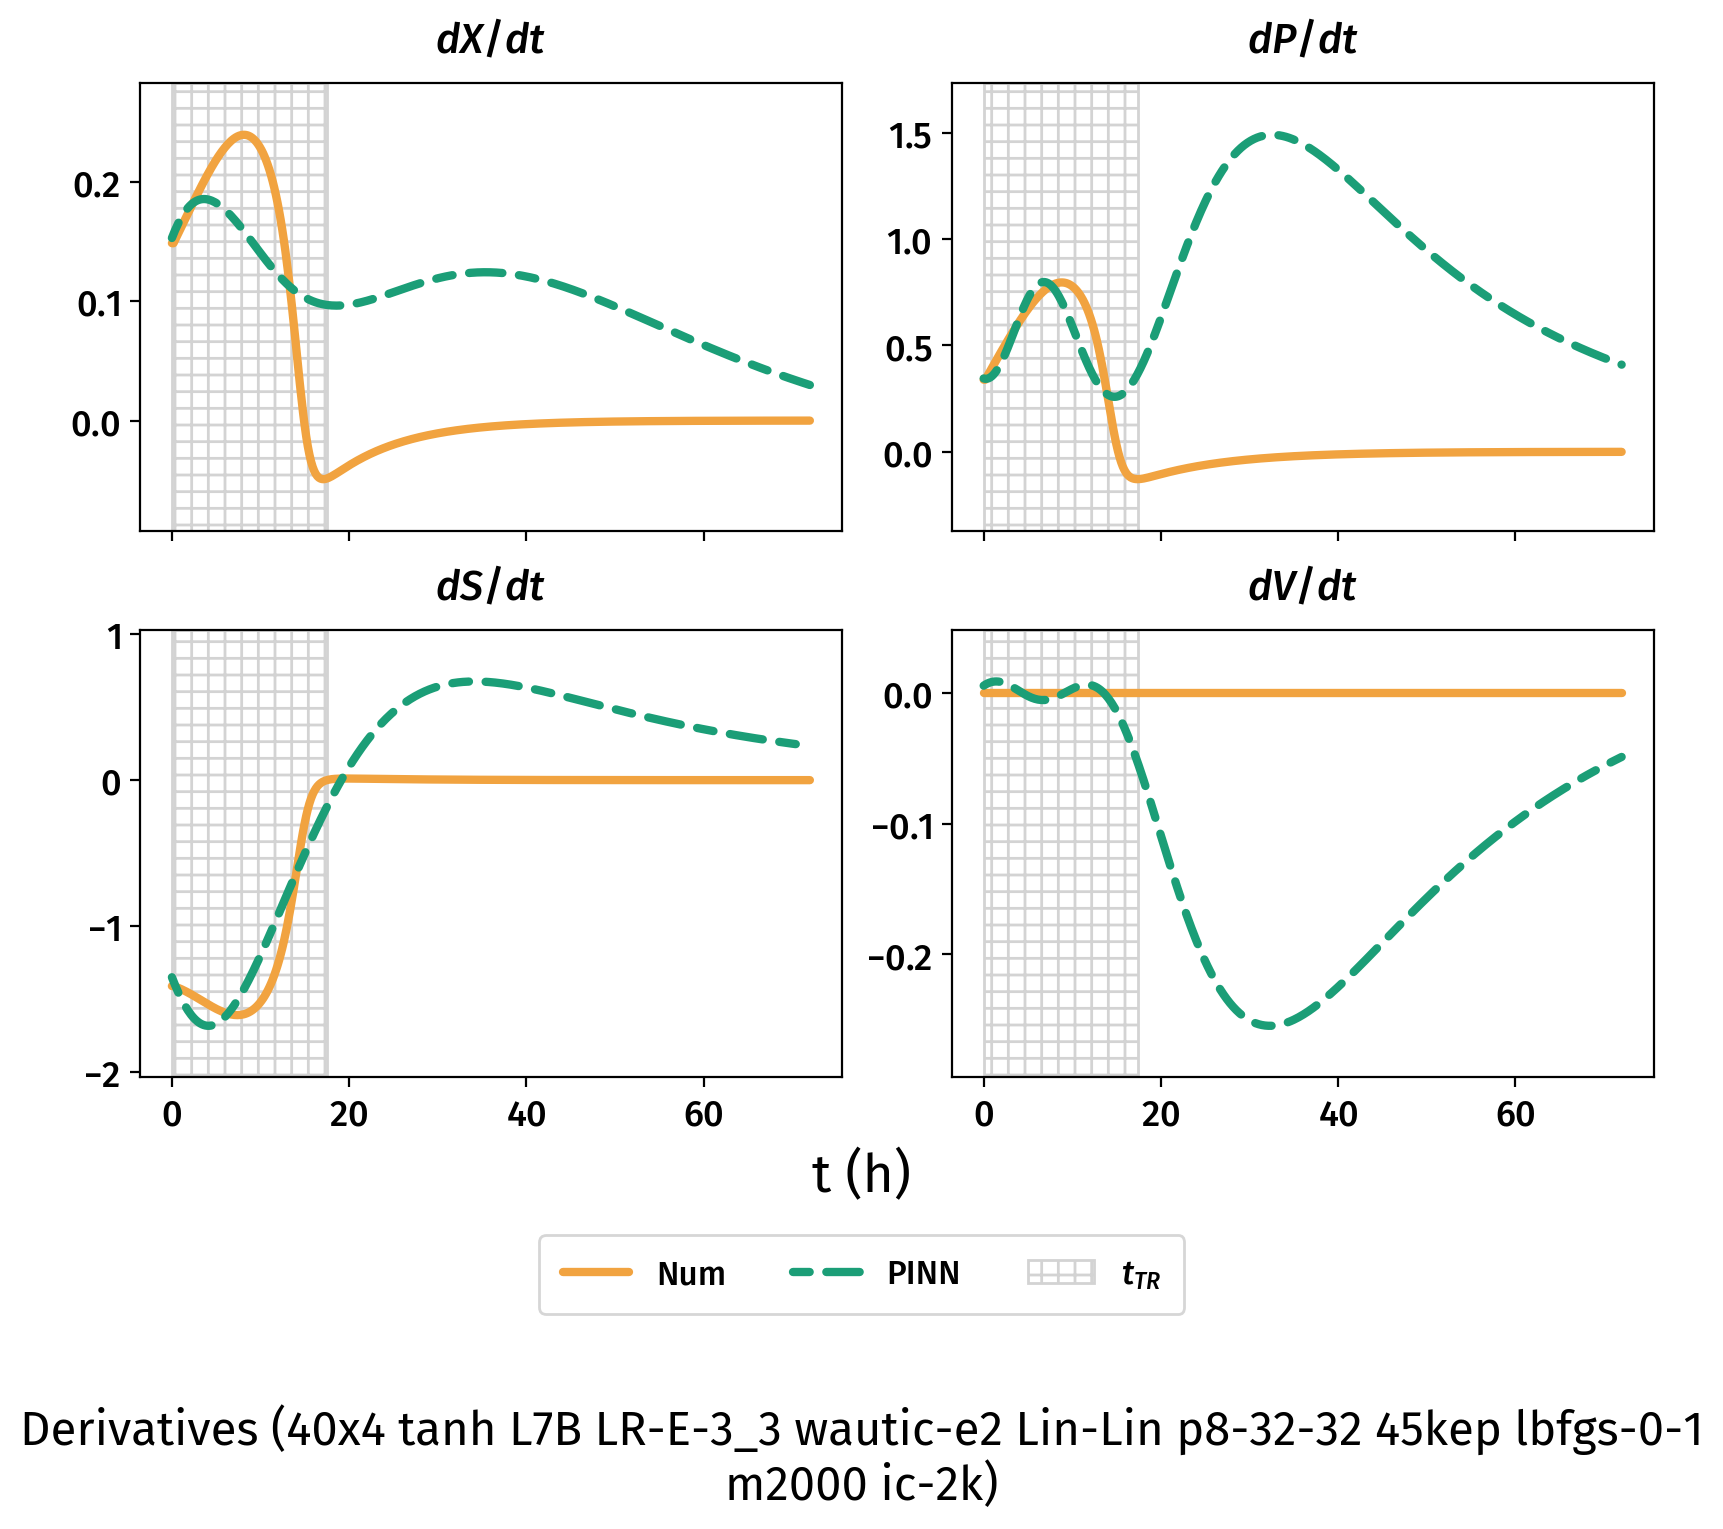 dX/dt
dP/dt
0.2
0.1
0.0
1.5
1.0
0.5
0.0
dS/dt
dV/dt
1
0
−1
−2
0.0
−0.1
−0.2
0 20 40 60
0 20 40 60
t (h)
Num PINN tTR
Derivatives (40x4 tanh L7B LR-E-3_3 wautic-e2 Lin-Lin p8-32-32 45kep lbfgs-0-1
m2000 ic-2k)